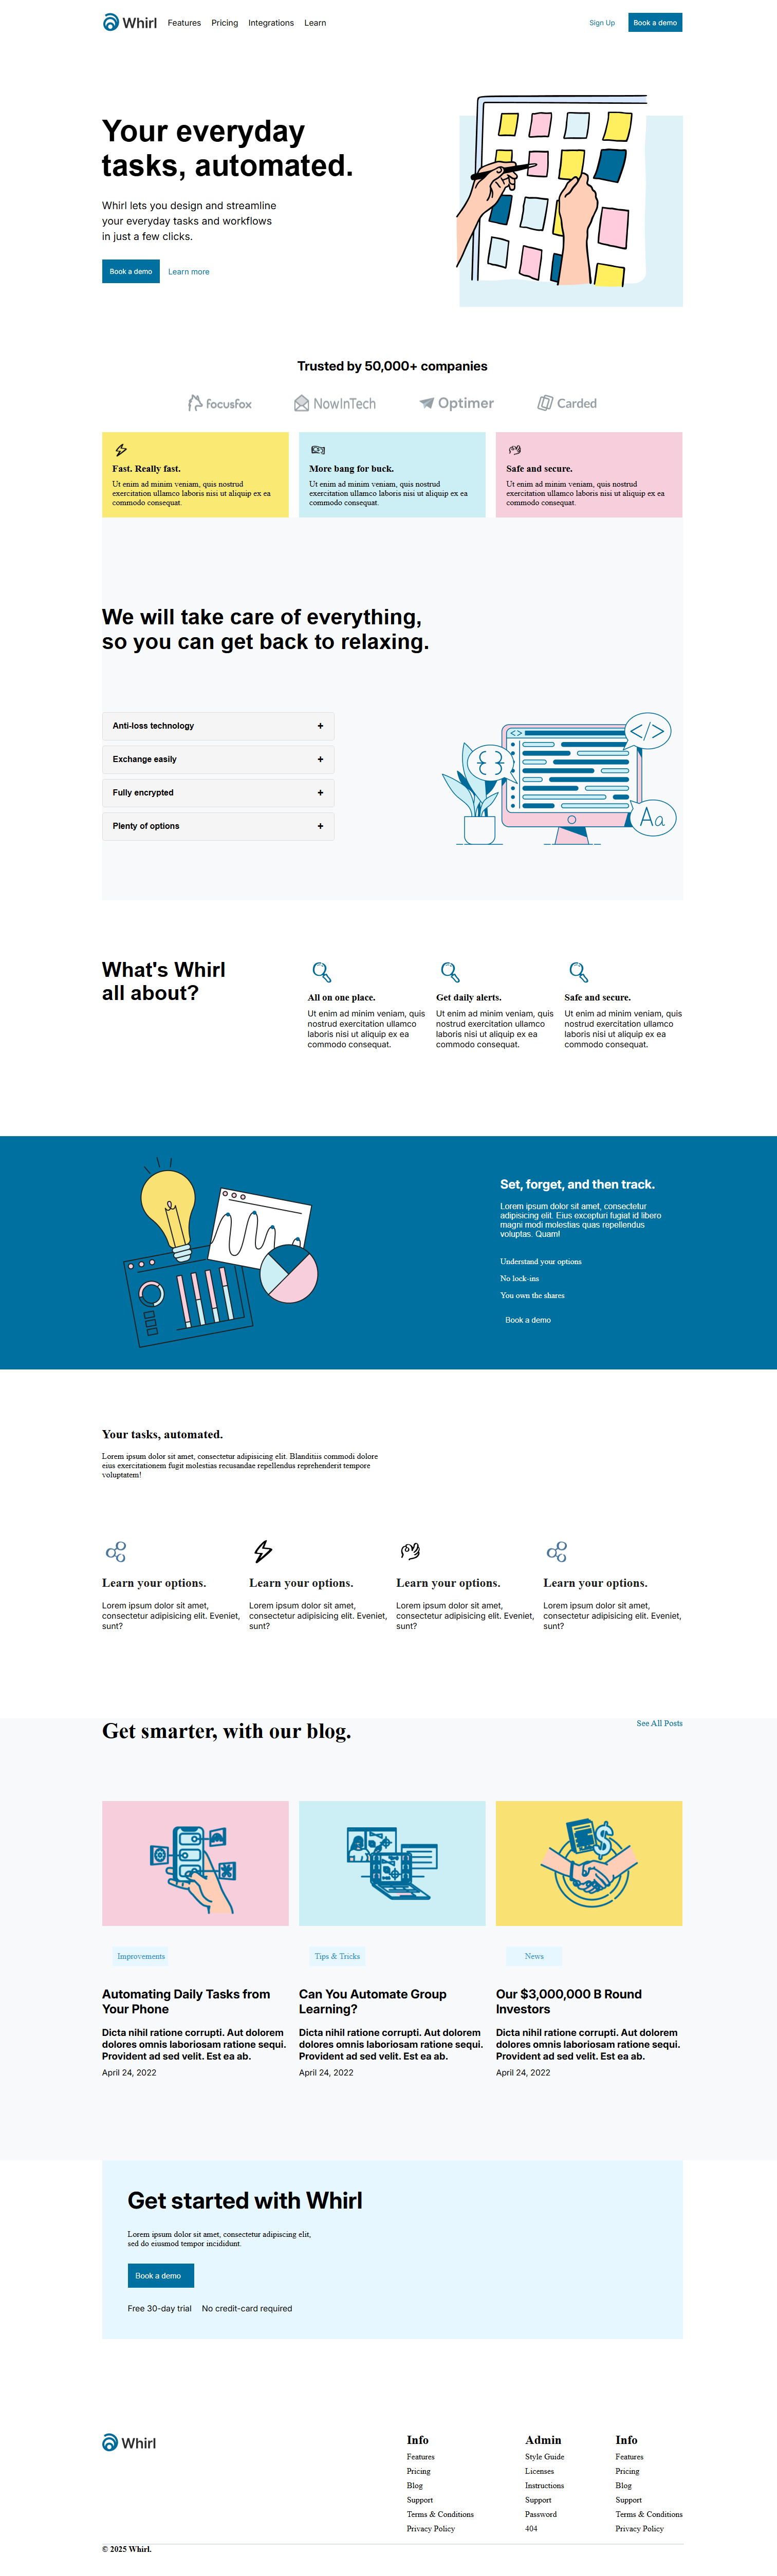 Whirl Features Pricing Integrations Learn Sign Up Book a demo
Your everyday
tasks, automated.
Whirl lets you design and streamline
your everyday tasks and workflows
in just a few clicks.
Book a demo Learn more
Trusted by 50,000+ companies
focusfox NowInTech Optimer Carded
Fast. Really fast.
Ut enim ad minim veniam, quis nostrud
exercitation ullamco laboris nisi ut aliquip ex ea
commodo consequat.
More bang for buck.
Ut enim ad minim veniam, quis nostrud
exercitation ullamco laboris nisi ut aliquip ex ea
commodo consequat.
Safe and secure.
Ut enim ad minim veniam, quis nostrud
exercitation ullamco laboris nisi ut aliquip ex ea
commodo consequat.
We will take care of everything,
so you can get back to relaxing.
Anti-loss technology +
Exchange easily +
Fully encrypted +
Plenty of options +
<>
</>
{ }
Aa
What's Whirl
all about?
All on one place.
Ut enim ad minim veniam, quis
nostrud exercitation ullamco
laboris nisi ut aliquip ex ea
commodo consequat.
Get daily alerts.
Ut enim ad minim veniam, quis
nostrud exercitation ullamco
laboris nisi ut aliquip ex ea
commodo consequat.
Safe and secure.
Ut enim ad minim veniam, quis
nostrud exercitation ullamco
laboris nisi ut aliquip ex ea
commodo consequat.
Set, forget, and then track.
Lorem ipsum dolor sit amet, consectetur
adipisicing elit. Eius excepturi fugiat id libero
magni modi molestias quas repellendus
voluptas. Quam!
Understand your options
No lock-ins
You own the shares
Book a demo
Your tasks, automated.
Lorem ipsum dolor sit amet, consectetur adipisicing elit. Blanditiis commodi dolore
eius exercitationem fugit molestias recusandae repellendus reprehenderit tempore
voluptatem!
Learn your options.
Lorem ipsum dolor sit amet,
consectetur adipisicing elit. Eveniet,
sunt?
Learn your options.
Lorem ipsum dolor sit amet,
consectetur adipisicing elit. Eveniet,
sunt?
Learn your options.
Lorem ipsum dolor sit amet,
consectetur adipisicing elit. Eveniet,
sunt?
Learn your options.
Lorem ipsum dolor sit amet,
consectetur adipisicing elit. Eveniet,
sunt?
Get smarter, with our blog. See All Posts
$
Improvements
Automating Daily Tasks from
Your Phone
Dicta nihil ratione corrupti. Aut dolorem
dolores omnis laboriosam ratione sequi.
Provident ad sed velit. Est ea ab.
April 24, 2022
Tips & Tricks
Can You Automate Group
Learning?
Dicta nihil ratione corrupti. Aut dolorem
dolores omnis laboriosam ratione sequi.
Provident ad sed velit. Est ea ab.
April 24, 2022
News
Our $3,000,000 B Round
Investors
Dicta nihil ratione corrupti. Aut dolorem
dolores omnis laboriosam ratione sequi.
Provident ad sed velit. Est ea ab.
April 24, 2022
Get started with Whirl
Lorem ipsum dolor sit amet, consectetur adipiscing elit,
sed do eiusmod tempor incididunt.
Book a demo
Free 30-day trial No credit-card required
Whirl
Info
Features
Pricing
Blog
Support
Terms & Conditions
Privacy Policy
Admin
Style Guide
Licenses
Instructions
Support
Password
404
Info
Features
Pricing
Blog
Support
Terms & Conditions
Privacy Policy
© 2025 Whirl.